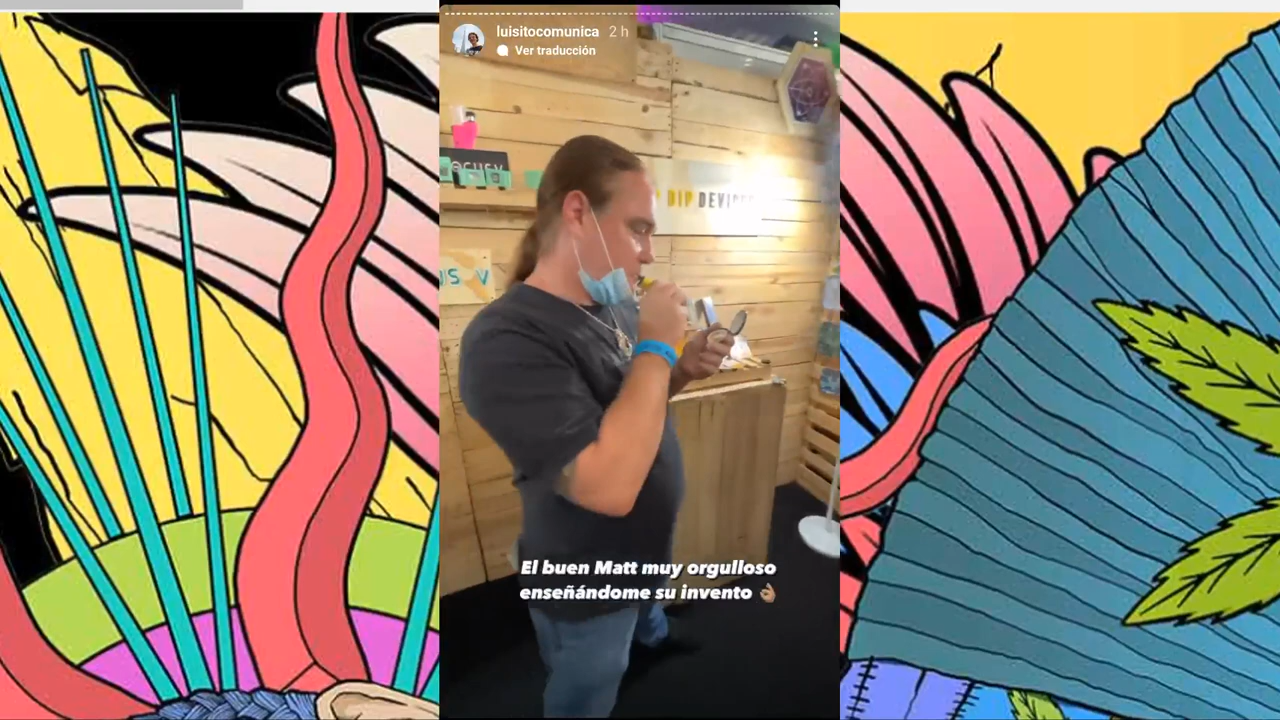 luisitocomunica 2 h
Ver traducción
DIP DEVICES
El buen Matt muy orgulloso
enseñándome su invento 👌🏽